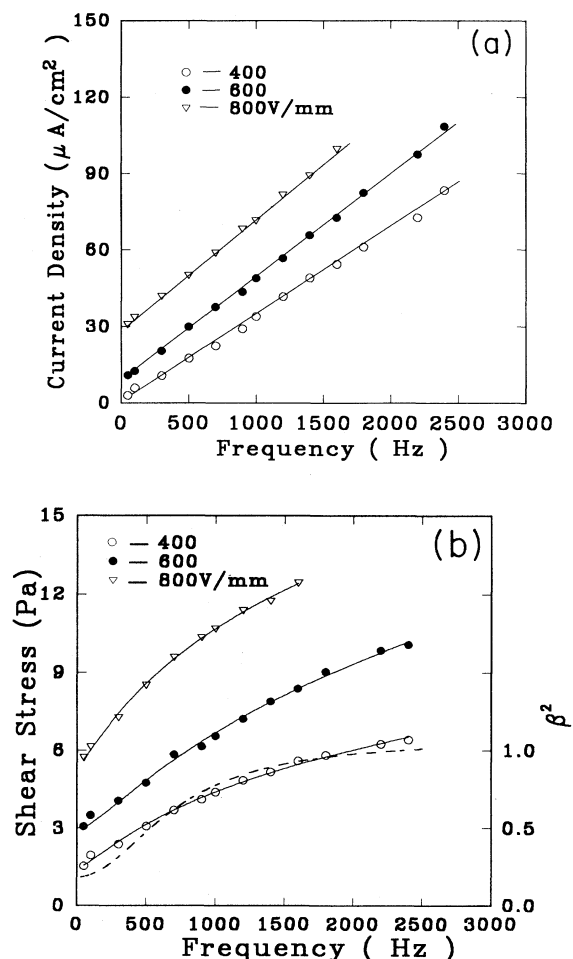 (a)
150
120
90
60
30
0
Current Density (μ A/cm²)
○ — 400
● — 600
▽ — 800V/mm
0 500 1000 1500 2000 2500 3000
Frequency ( Hz )
(b)
15
12
9
6
3
0
Shear Stress (Pa)
○ — 400
● — 600
▽ — 800V/mm
1.0
0.5
0.0
β²
0 500 1000 1500 2000 2500 3000
Frequency ( Hz )